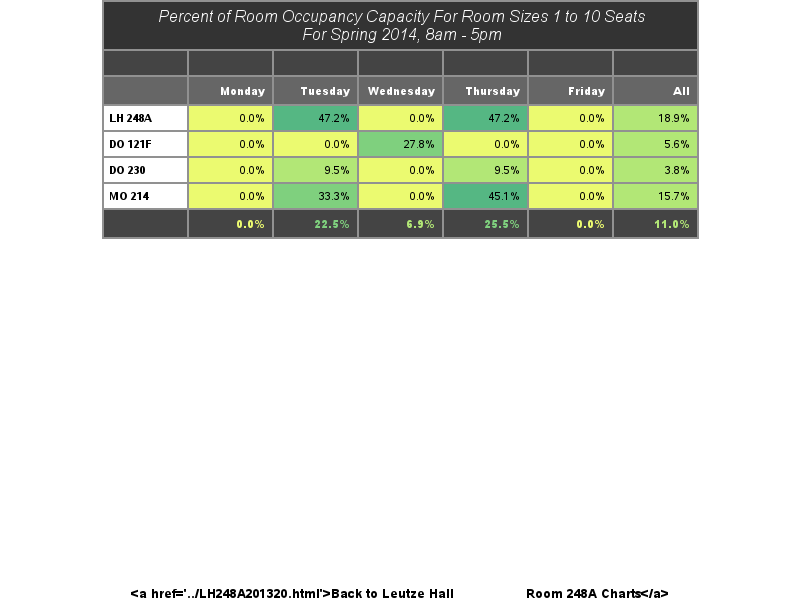 Percent of Room Occupancy Capacity For Room Sizes 1 to 10 Seats
For Spring 2014, 8am - 5pm
Monday Tuesday Wednesday Thursday Friday All
LH 248A 0.0% 47.2% 0.0% 47.2% 0.0% 18.9%
DO 121F 0.0% 0.0% 27.8% 0.0% 0.0% 5.6%
DO 230 0.0% 9.5% 0.0% 9.5% 0.0% 3.8%
MO 214 0.0% 33.3% 0.0% 45.1% 0.0% 15.7%
0.0% 22.5% 6.9% 25.5% 0.0% 11.0%
<a href='../LH248A201320.html'>Back to Leutze Hall Room 248A Charts</a>